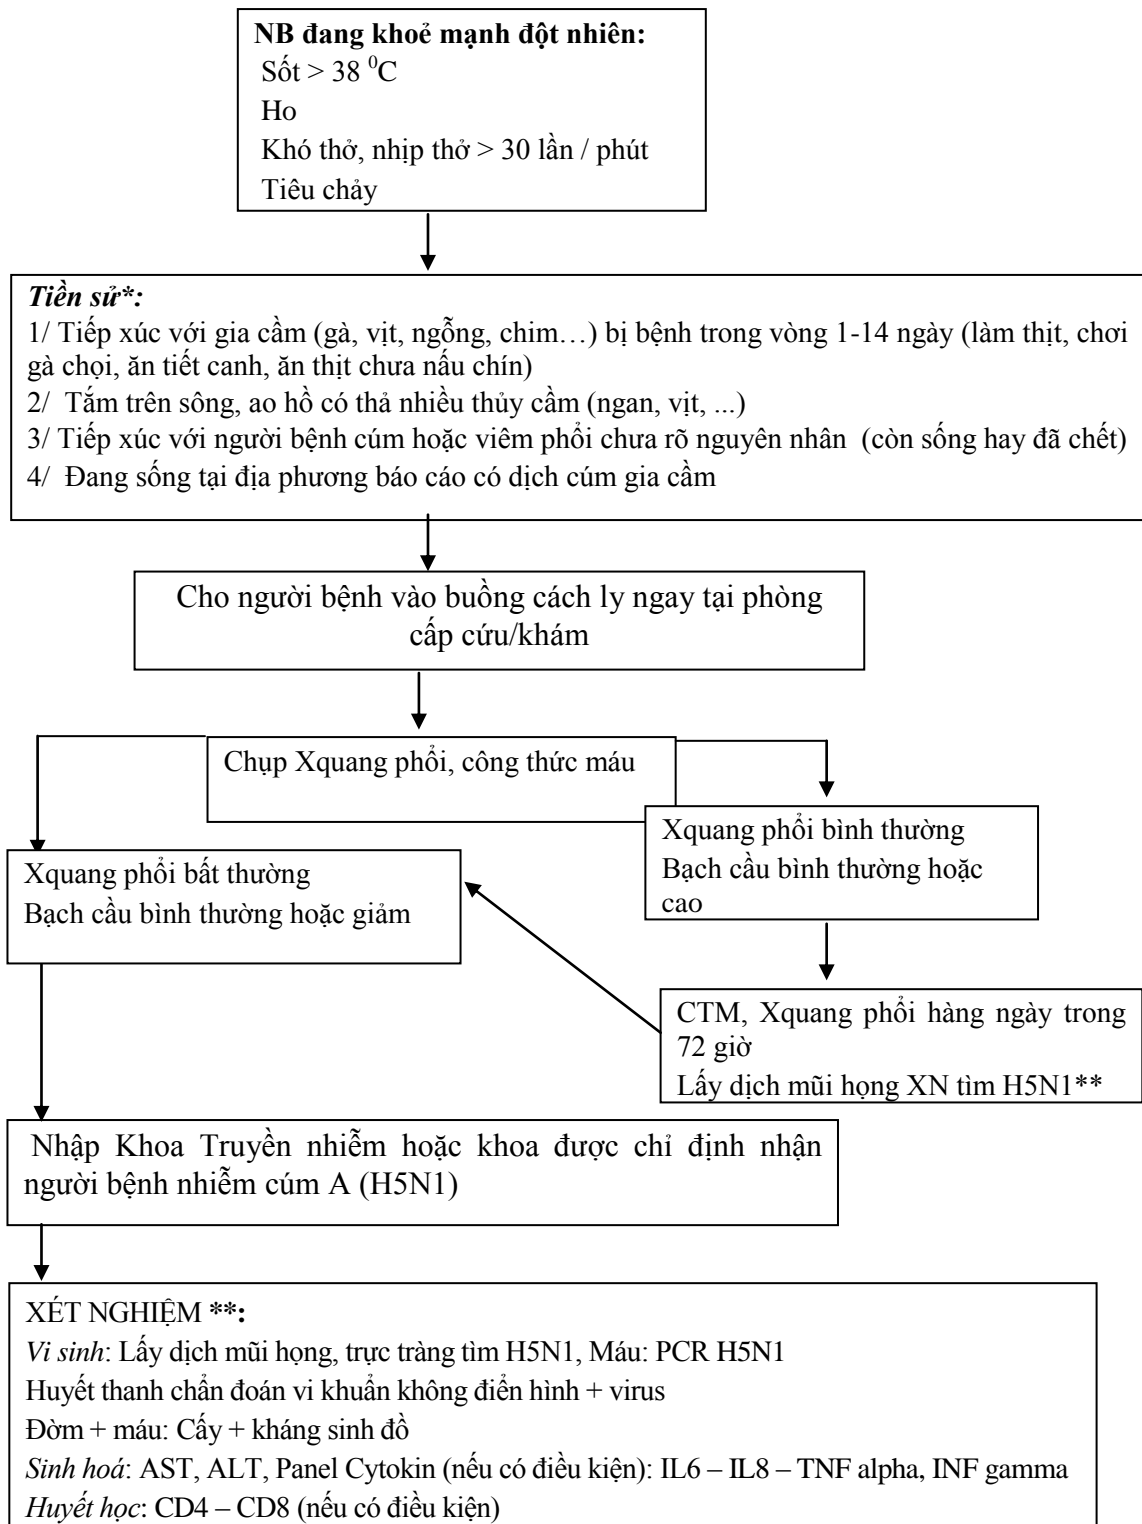 NB đang khoẻ mạnh đột nhiên:
Sốt > 38 ⁰C
Ho
Khó thở, nhịp thở > 30 lần / phút
Tiêu chảy
Tiền sử*:
1/ Tiếp xúc với gia cầm (gà, vịt, ngỗng, chim…) bị bệnh trong vòng 1-14 ngày (làm thịt, chơi
gà chọi, ăn tiết canh, ăn thịt chưa nấu chín)
2/ Tắm trên sông, ao hồ có thả nhiều thủy cầm (ngan, vịt, ...)
3/ Tiếp xúc với người bệnh cúm hoặc viêm phổi chưa rõ nguyên nhân (còn sống hay đã chết)
4/ Đang sống tại địa phương báo cáo có dịch cúm gia cầm
Cho người bệnh vào buồng cách ly ngay tại phòng
cấp cứu/khám
Chụp Xquang phổi, công thức máu
Xquang phổi bình thường
Bạch cầu bình thường hoặc
cao
Xquang phổi bất thường
Bạch cầu bình thường hoặc giảm
CTM, Xquang phổi hàng ngày trong
72 giờ
Lấy dịch mũi họng XN tìm H5N1**
Nhập Khoa Truyền nhiễm hoặc khoa được chỉ định nhận
người bệnh nhiễm cúm A (H5N1)
XÉT NGHIỆM **:
Vi sinh: Lấy dịch mũi họng, trực tràng tìm H5N1, Máu: PCR H5N1
Huyết thanh chẩn đoán vi khuẩn không điển hình + virus
Đờm + máu: Cấy + kháng sinh đồ
Sinh hoá: AST, ALT, Panel Cytokin (nếu có điều kiện): IL6 – IL8 – TNF alpha, INF gamma
Huyết học: CD4 – CD8 (nếu có điều kiện)